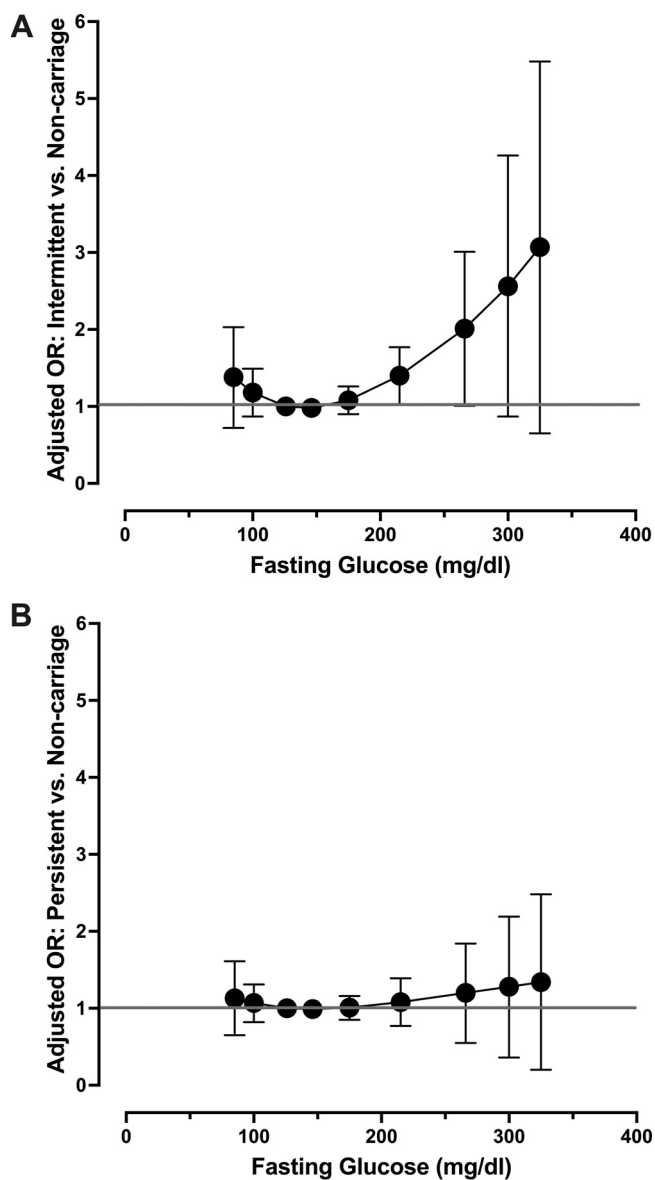 A
Adjusted OR: Intermittent vs. Non-carriage
6
5
4
3
2
1
0
0 100 200 300 400
Fasting Glucose (mg/dl)
B
Adjusted OR: Persistent vs. Non-carriage
6
5
4
3
2
1
0
0 100 200 300 400
Fasting Glucose (mg/dl)